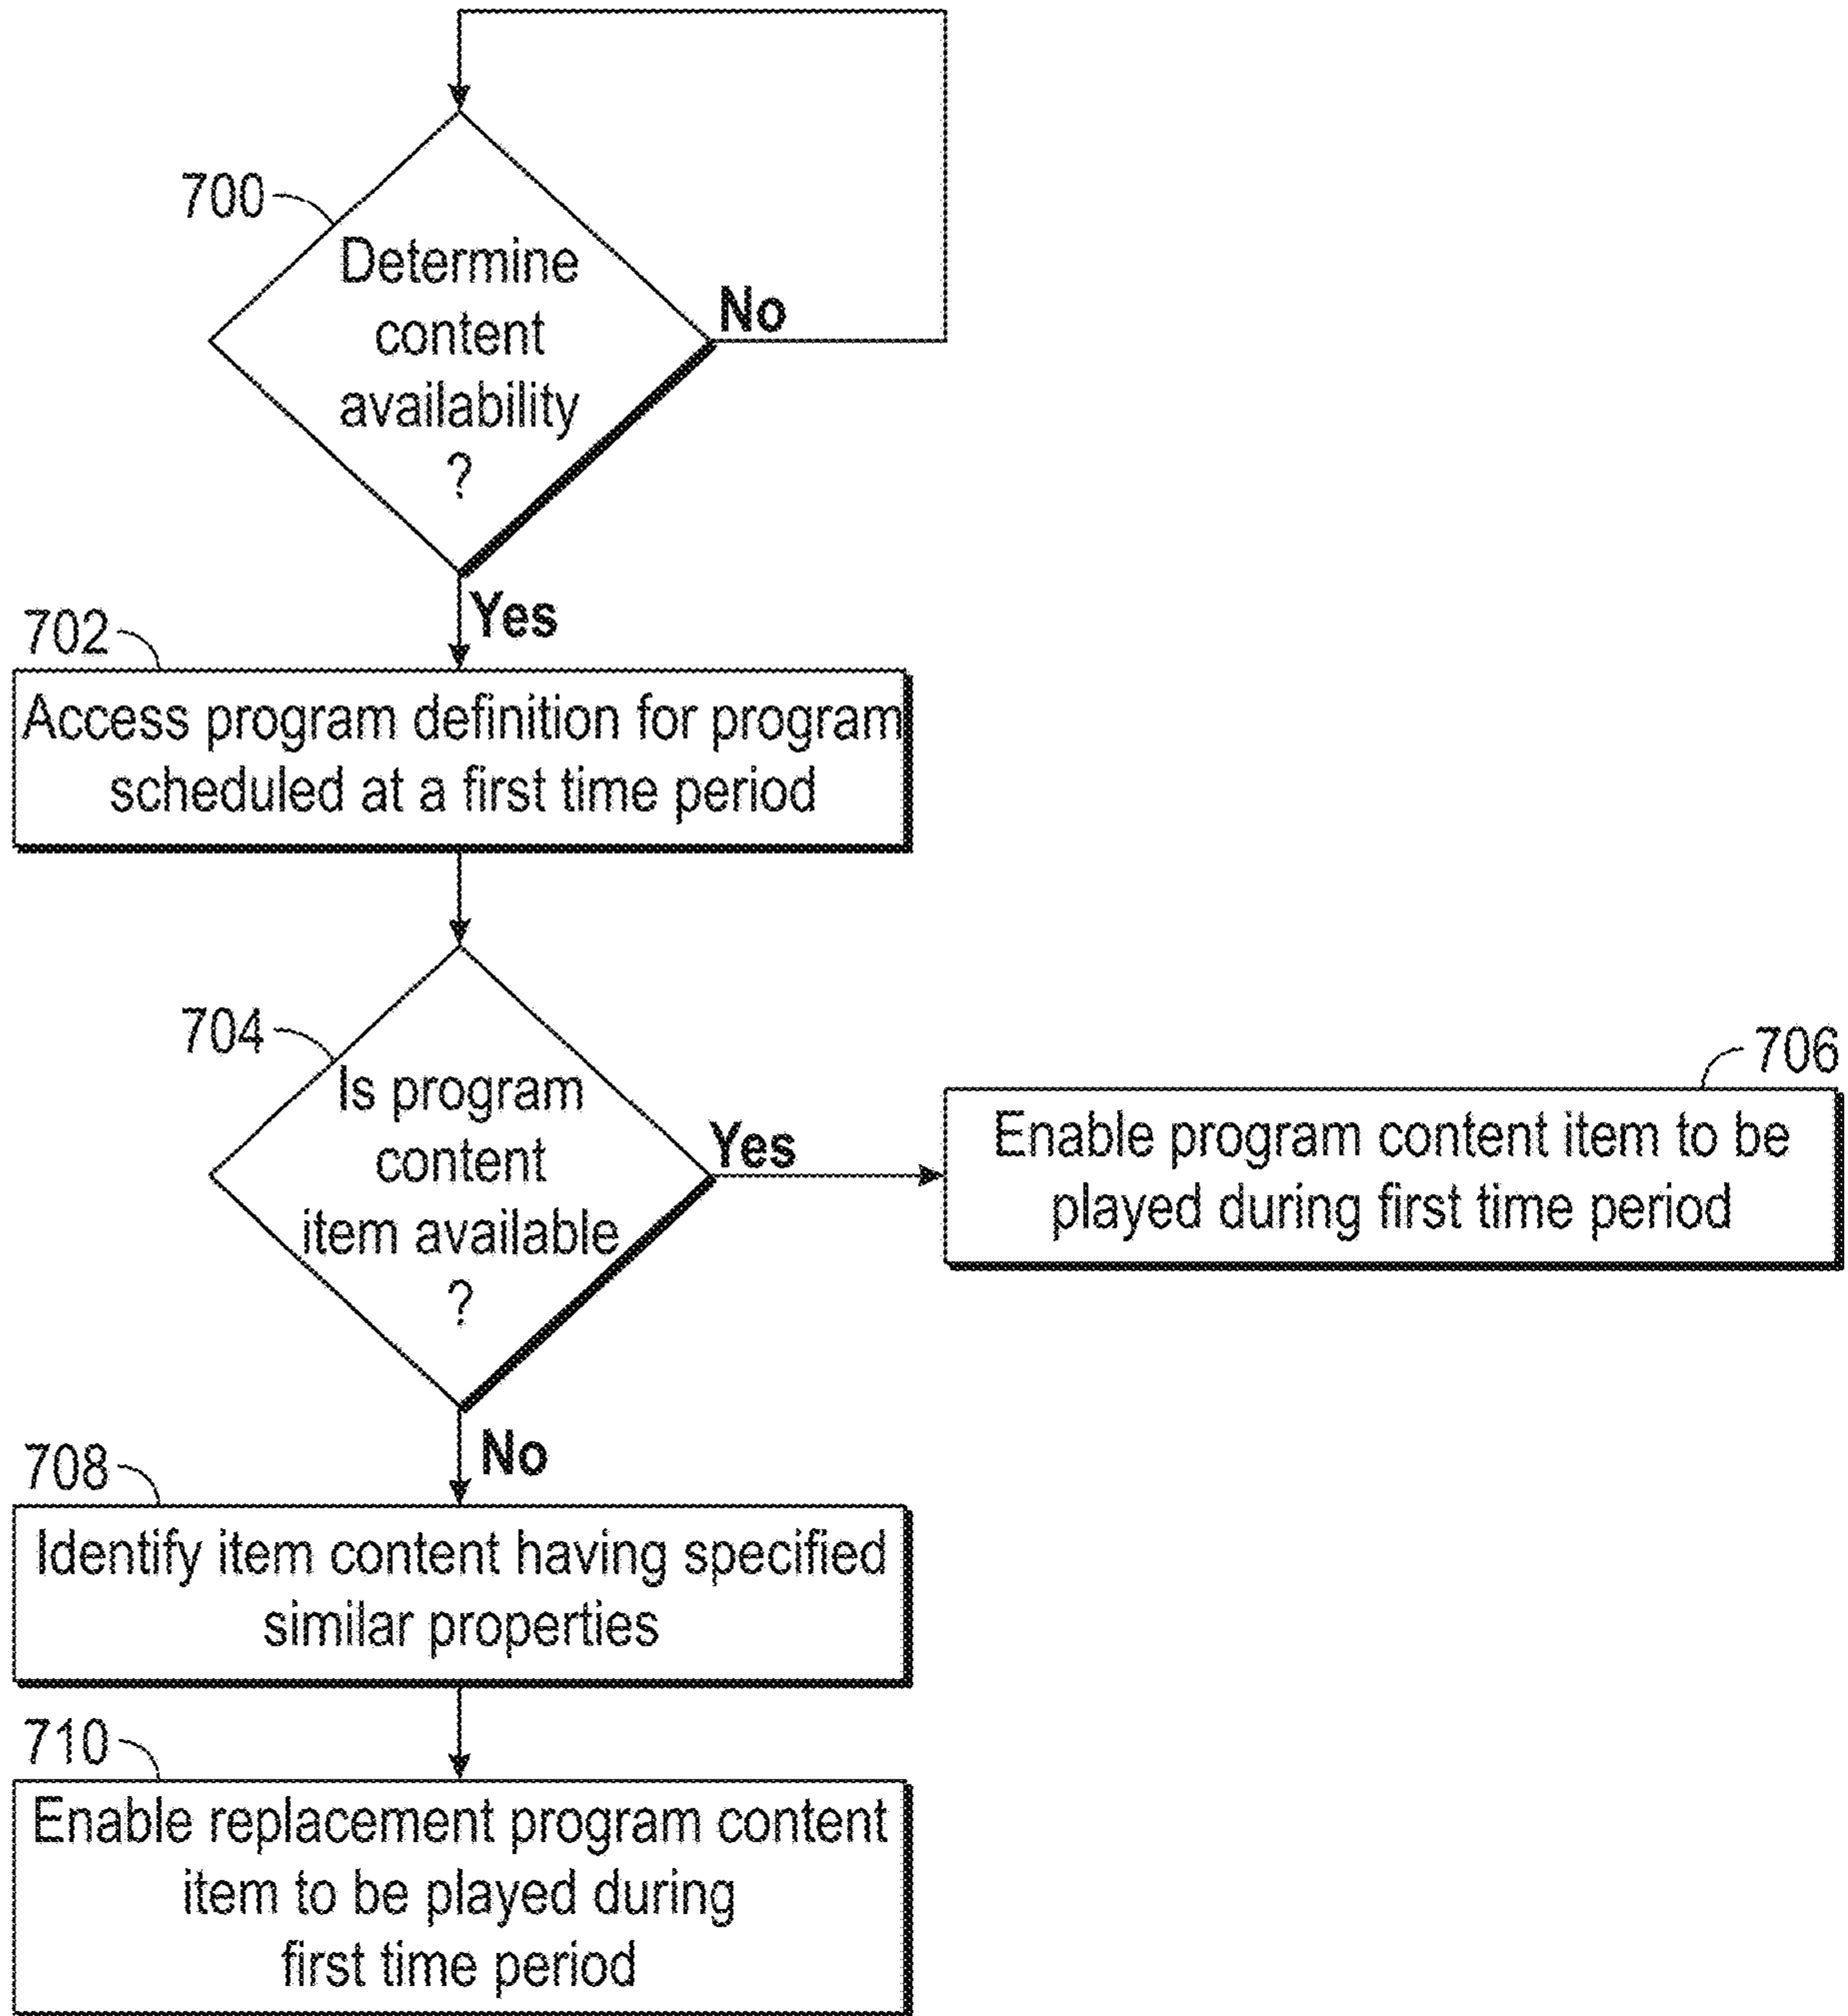 700
Determine
content
availability
?
No
Yes
702
Access program definition for program
scheduled at a first time period
704
Is program
content
item available
?
Yes
706
Enable program content item to be
played during first time period
No
708
Identify item content having specified
similar properties
710
Enable replacement program content
item to be played during
first time period